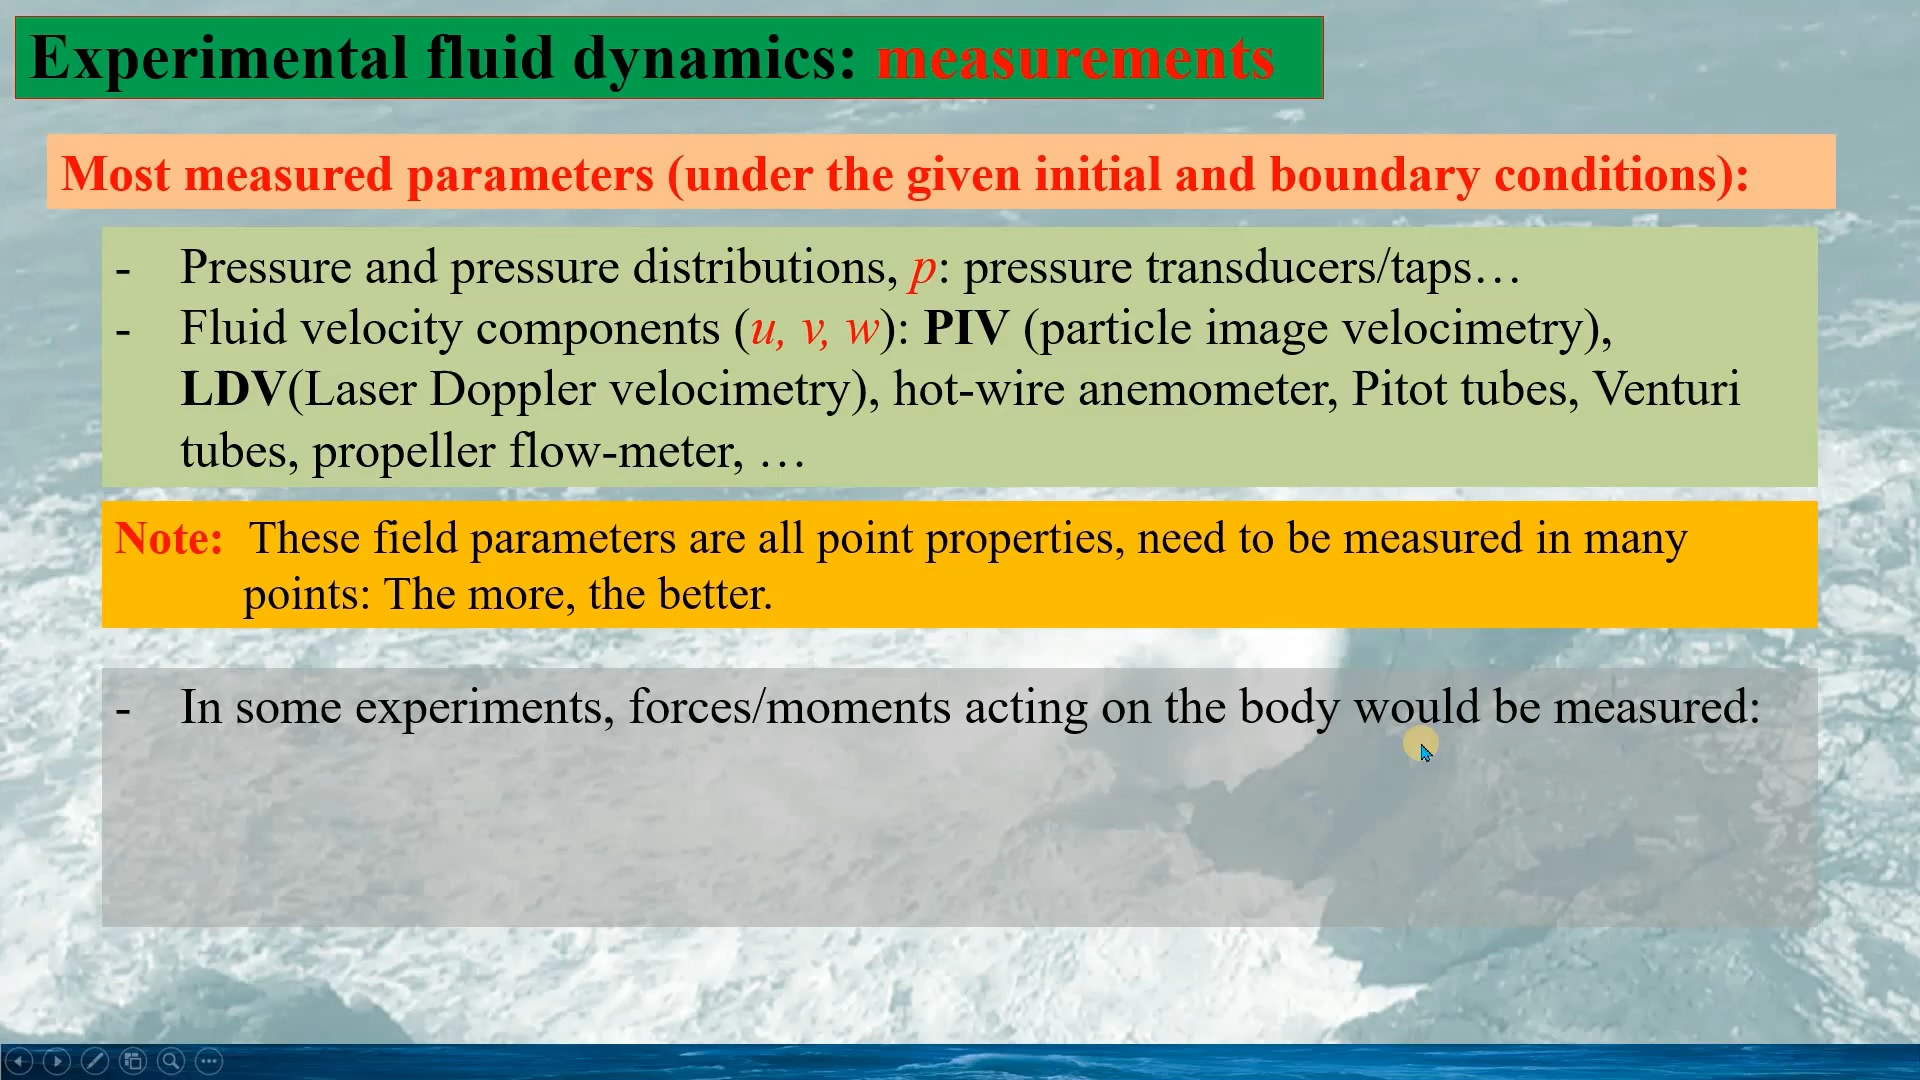 Experimental fluid dynamics: measurements
Most measured parameters (under the given initial and boundary conditions):
- Pressure and pressure distributions, p: pressure transducers/taps…
- Fluid velocity components (u, v, w): PIV (particle image velocimetry),
LDV(Laser Doppler velocimetry), hot-wire anemometer, Pitot tubes, Venturi
tubes, propeller flow-meter, …
Note: These field parameters are all point properties, need to be measured in many
points: The more, the better.
- In some experiments, forces/moments acting on the body would be measured: